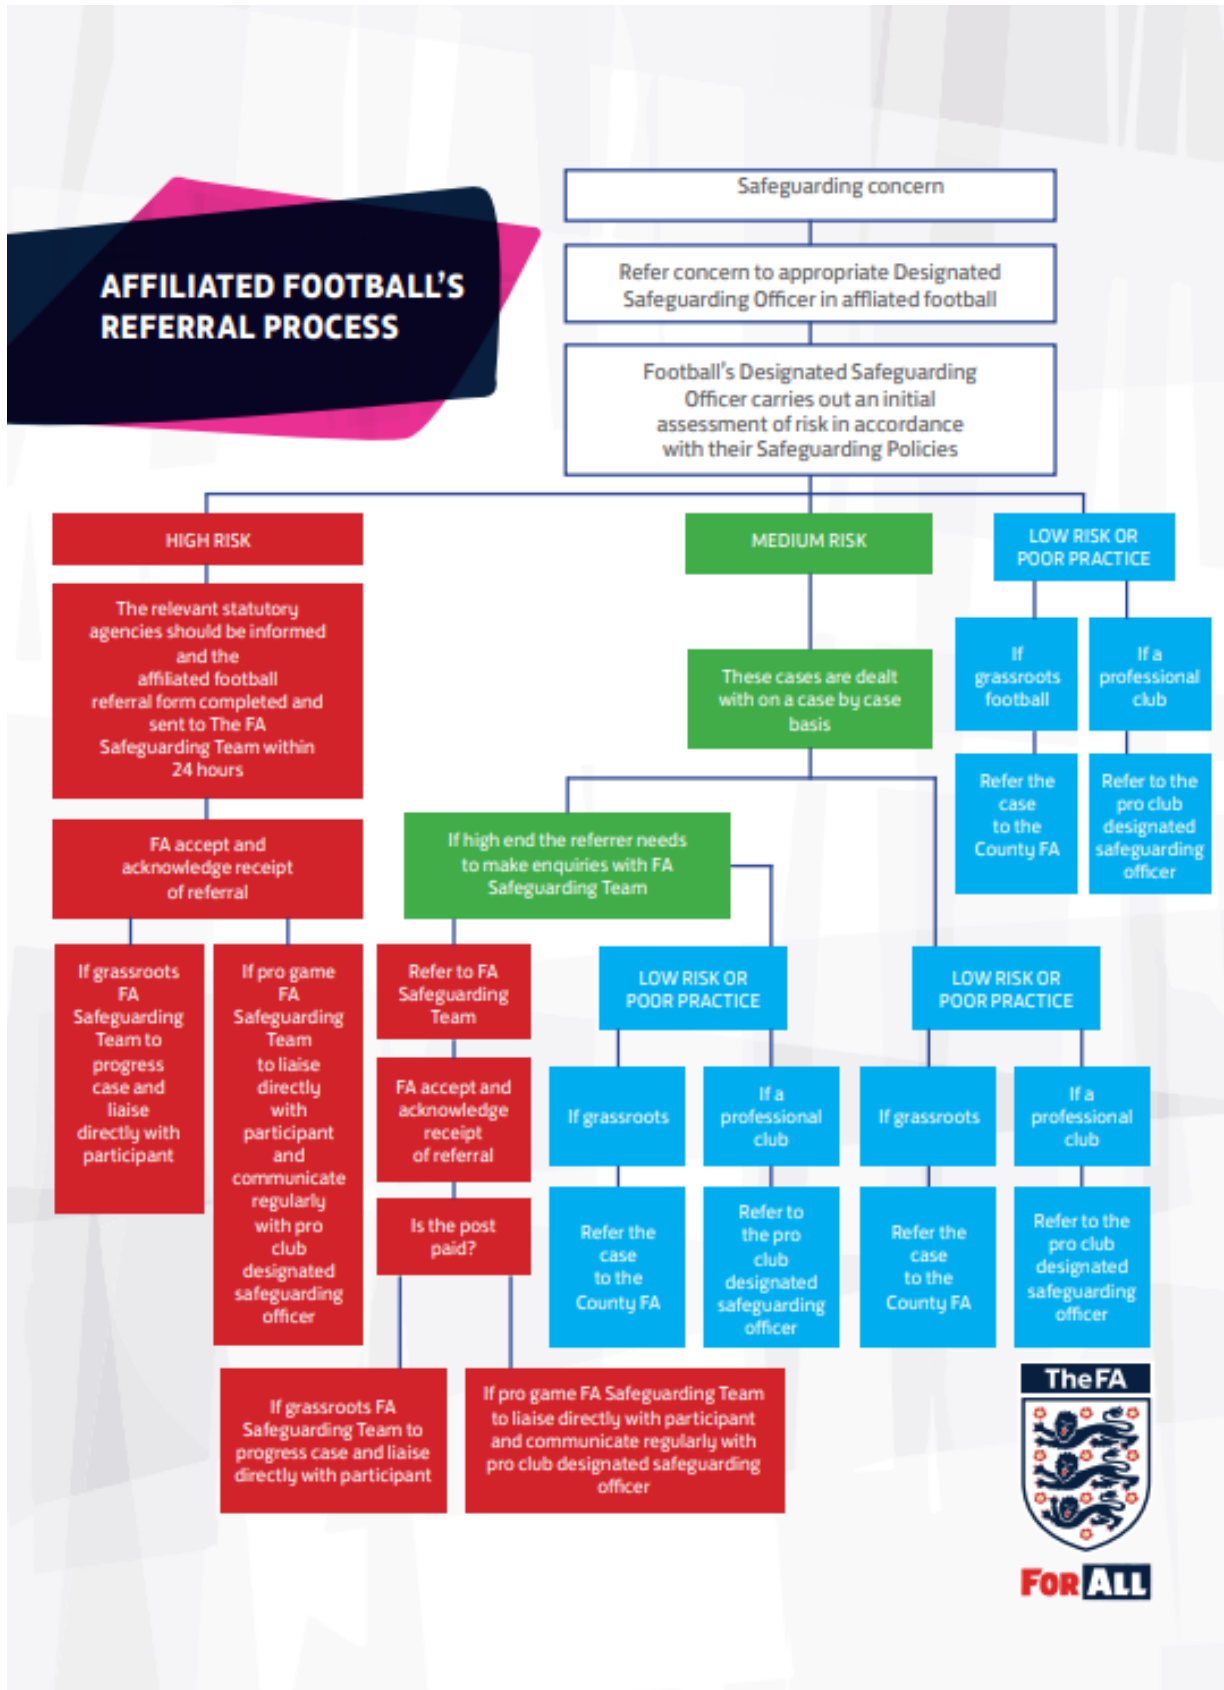 AFFILIATED FOOTBALL'S
REFERRAL PROCESS
Safeguarding concern
Refer concern to appropriate Designated
Safeguarding Officer in affliated football
Football's Designated Safeguarding
Officer carries out an initial
assessment of risk in accordance
with their Safeguarding Policies
HIGH RISK
The relevant statutory
agencies should be informed
and the
affiliated football
referral form completed and
sent to The FA
Safeguarding Team within
24 hours
FA accept and
acknowledge receipt
of referral
If grassroots
FA
Safeguarding
Team to
progress
case and
liaise
directly with
participant
If pro game
FA
Safeguarding
Team
to liaise
directly
with
participant
and
communicate
regularly
with pro
club
designated
safeguarding
officer
MEDIUM RISK
These cases are dealt
with on a case by case
basis
If high end the referrer needs
to make enquiries with FA
Safeguarding Team
Refer to FA
Safeguarding
Team
FA accept and
acknowledge
receipt
of referral
Is the post
paid?
If grassroots FA
Safeguarding Team to
progress case and liaise
directly with participant
If pro game FA Safeguarding Team
to liaise directly with participant
and communicate regularly with
pro club designated safeguarding
officer
LOW RISK OR
POOR PRACTICE
If grassroots
Refer the
case
to the
County FA
If a
professional
club
Refer to
the pro
club
designated
safeguarding
officer
LOW RISK OR
POOR PRACTICE
If grassroots
Refer the
case
to the
County FA
If a
professional
club
Refer to the
pro club
designated
safeguarding
officer
LOW RISK OR
POOR PRACTICE
If
grassroots
football
Refer the
case
to the
County FA
If a
professional
club
Refer to the
pro club
designated
safeguarding
officer
The FA
FOR ALL